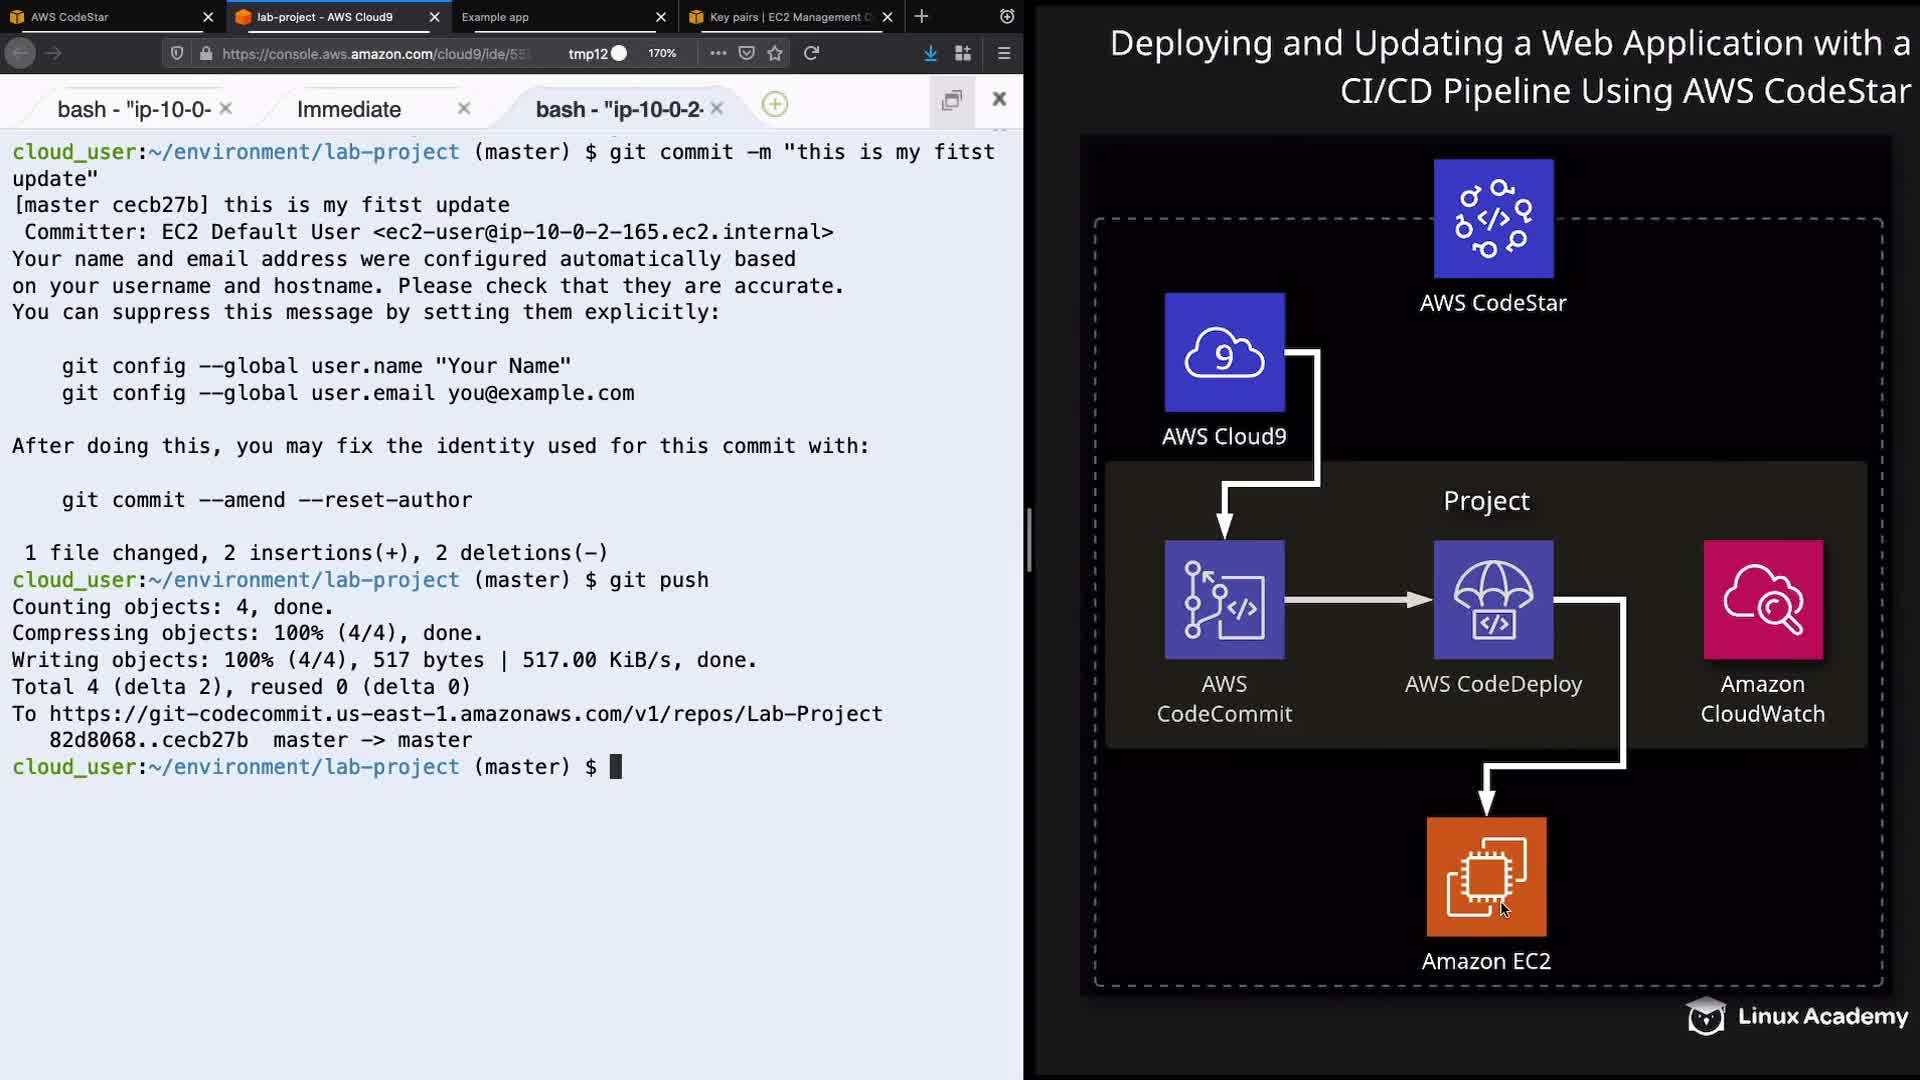 AWS CodeStar
lab-project - AWS Cloud9
Example app
Key pairs | EC2 Management
https://console.aws.amazon.com/cloud9/ide/55
tmp12
170%
bash - "ip-10-0-
Immediate
bash - "ip-10-0-2-
cloud_user:~/environment/lab-project (master) $ git commit -m "this is my fitst
update"
[master cecb27b] this is my fitst update
Committer: EC2 Default User <ec2-user@ip-10-0-2-165.ec2.internal>
Your name and email address were configured automatically based
on your username and hostname. Please check that they are accurate.
You can suppress this message by setting them explicitly:
git config --global user.name "Your Name"
git config --global user.email you@example.com
After doing this, you may fix the identity used for this commit with:
git commit --amend --reset-author
1 file changed, 2 insertions(+), 2 deletions(-)
cloud_user:~/environment/lab-project (master) $ git push
Counting objects: 4, done.
Compressing objects: 100% (4/4), done.
Writing objects: 100% (4/4), 517 bytes | 517.00 KiB/s, done.
Total 4 (delta 2), reused 0 (delta 0)
To https://git-codecommit.us-east-1.amazonaws.com/v1/repos/Lab-Project
82d8068..cecb27b  master -> master
cloud_user:~/environment/lab-project (master) $
Deploying and Updating a Web Application with a
CI/CD Pipeline Using AWS CodeStar
AWS CodeStar
9
AWS Cloud9
Project
AWS
CodeCommit
AWS CodeDeploy
Amazon
CloudWatch
Amazon EC2
Linux Academy